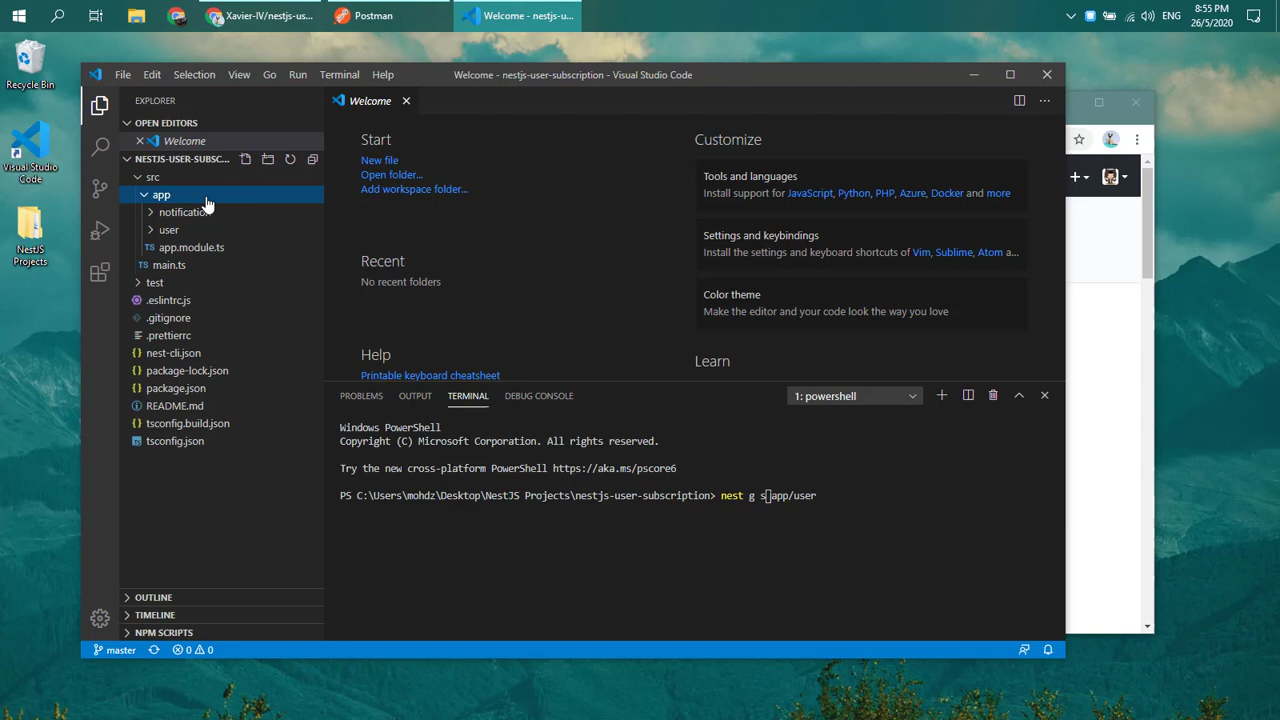 Xavier-IV/nestjs-us...
Postman
Welcome - nestjs-u...
ENG
8:55 PM
26/5/2020
Recycle Bin
Visual Studio
Code
NestJS
Projects
File Edit Selection View Go Run Terminal Help
Welcome - nestjs-user-subscription - Visual Studio Code
EXPLORER
OPEN EDITORS
Welcome
NESTJS-USER-SUBSC...
src
app
notification
user
TS app.module.ts
TS main.ts
test
.eslintrc.js
.gitignore
.prettierrc
{} nest-cli.json
{} package-lock.json
{} package.json
README.md
{} tsconfig.build.json
tsconfig.json
OUTLINE
TIMELINE
NPM SCRIPTS
Welcome
Start
New file
Open folder...
Add workspace folder...
Recent
No recent folders
Help
Printable keyboard cheatsheet
Customize
Tools and languages
Install support for JavaScript, Python, PHP, Azure, Docker and more
Settings and keybindings
Install the settings and keyboard shortcuts of Vim, Sublime, Atom a...
Color theme
Make the editor and your code look the way you love
Learn
PROBLEMS OUTPUT TERMINAL DEBUG CONSOLE
1: powershell
Windows PowerShell
Copyright (C) Microsoft Corporation. All rights reserved.
Try the new cross-platform PowerShell https://aka.ms/pscore6
PS C:\Users\mohdz\Desktop\NestJS Projects\nestjs-user-subscription> nest g s app/user
master
0 0